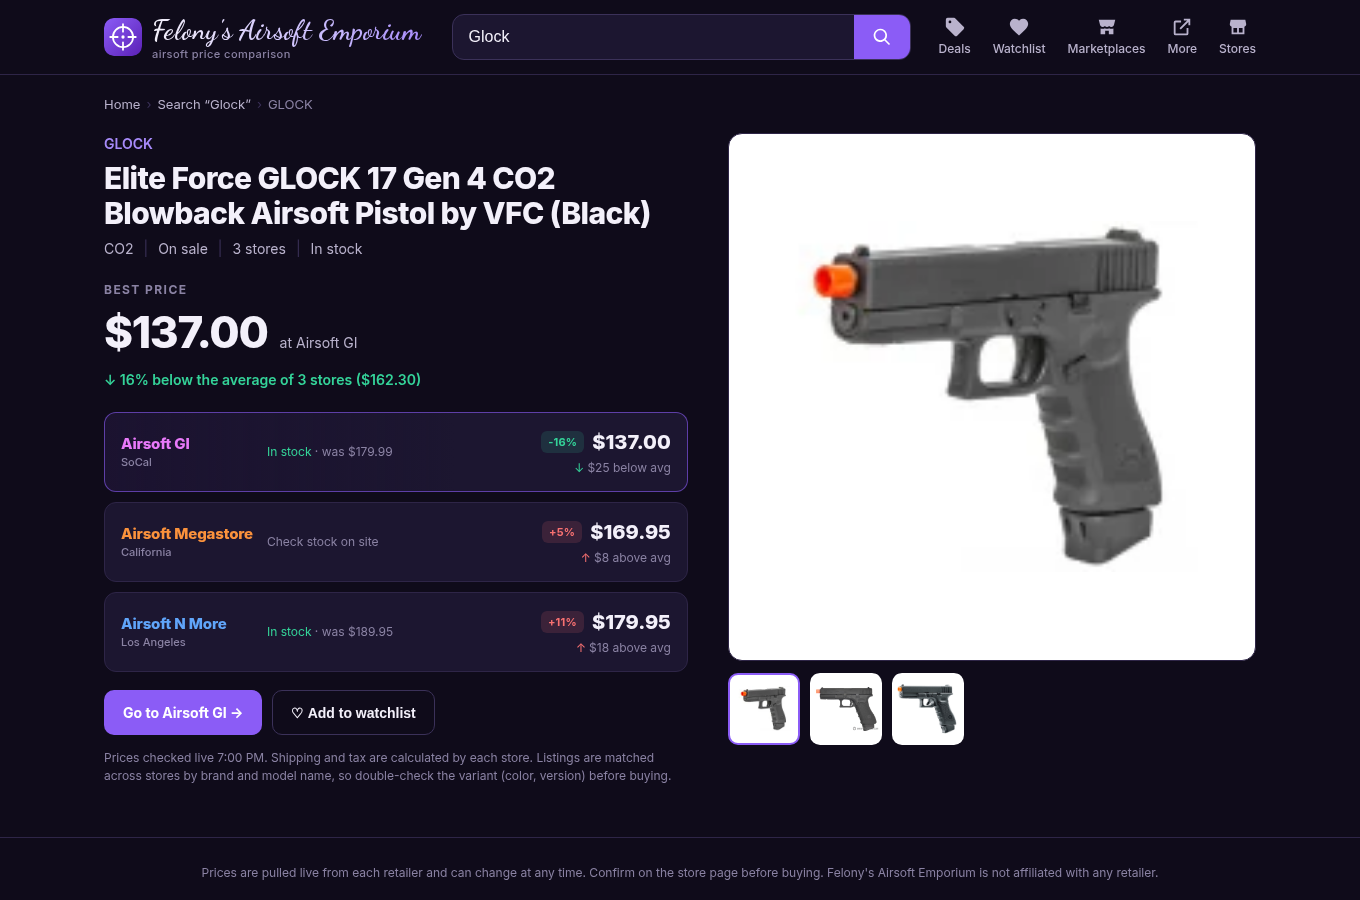 Felony's Airsoft Emporium
airsoft price comparison
Glock
Deals
Watchlist
Marketplaces
More
Stores
Home › Search “Glock” › GLOCK
GLOCK
Elite Force GLOCK 17 Gen 4 CO2
Blowback Airsoft Pistol by VFC (Black)
CO2 | On sale | 3 stores | In stock
BEST PRICE
$137.00 at Airsoft GI
↓ 16% below the average of 3 stores ($162.30)
Airsoft GI
SoCal
In stock · was $179.99
-16% $137.00
↓ $25 below avg
Airsoft Megastore
California
Check stock on site
+5% $169.95
↑ $8 above avg
Airsoft N More
Los Angeles
In stock · was $189.95
+11% $179.95
↑ $18 above avg
Go to Airsoft GI →
♡ Add to watchlist
Prices checked live 7:00 PM. Shipping and tax are calculated by each store. Listings are matched
across stores by brand and model name, so double-check the variant (color, version) before buying.
Prices are pulled live from each retailer and can change at any time. Confirm on the store page before buying. Felony's Airsoft Emporium is not affiliated with any retailer.